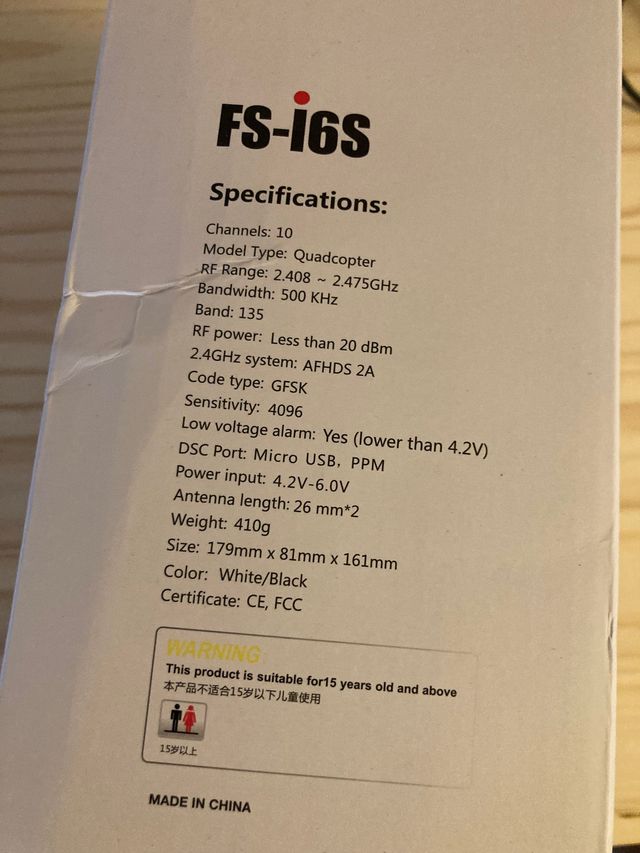 FS-i6S
Specifications:
Channels: 10
Model Type: Quadcopter
RF Range: 2.408 ~ 2.475GHz
Bandwidth: 500 KHz
Band: 135
RF power: Less than 20 dBm
2.4GHz system: AFHDS 2A
Code type: GFSK
Sensitivity: 4096
Low voltage alarm: Yes (lower than 4.2V)
DSC Port: Micro USB, PPM
Power input: 4.2V-6.0V
Antenna length: 26 mm*2
Weight: 410g
Size: 179mm x 81mm x 161mm
Color: White/Black
Certificate: CE, FCC
WARNING:
This product is suitable for15 years old and above
本产品不适合15岁以下儿童使用
15岁以上
MADE IN CHINA